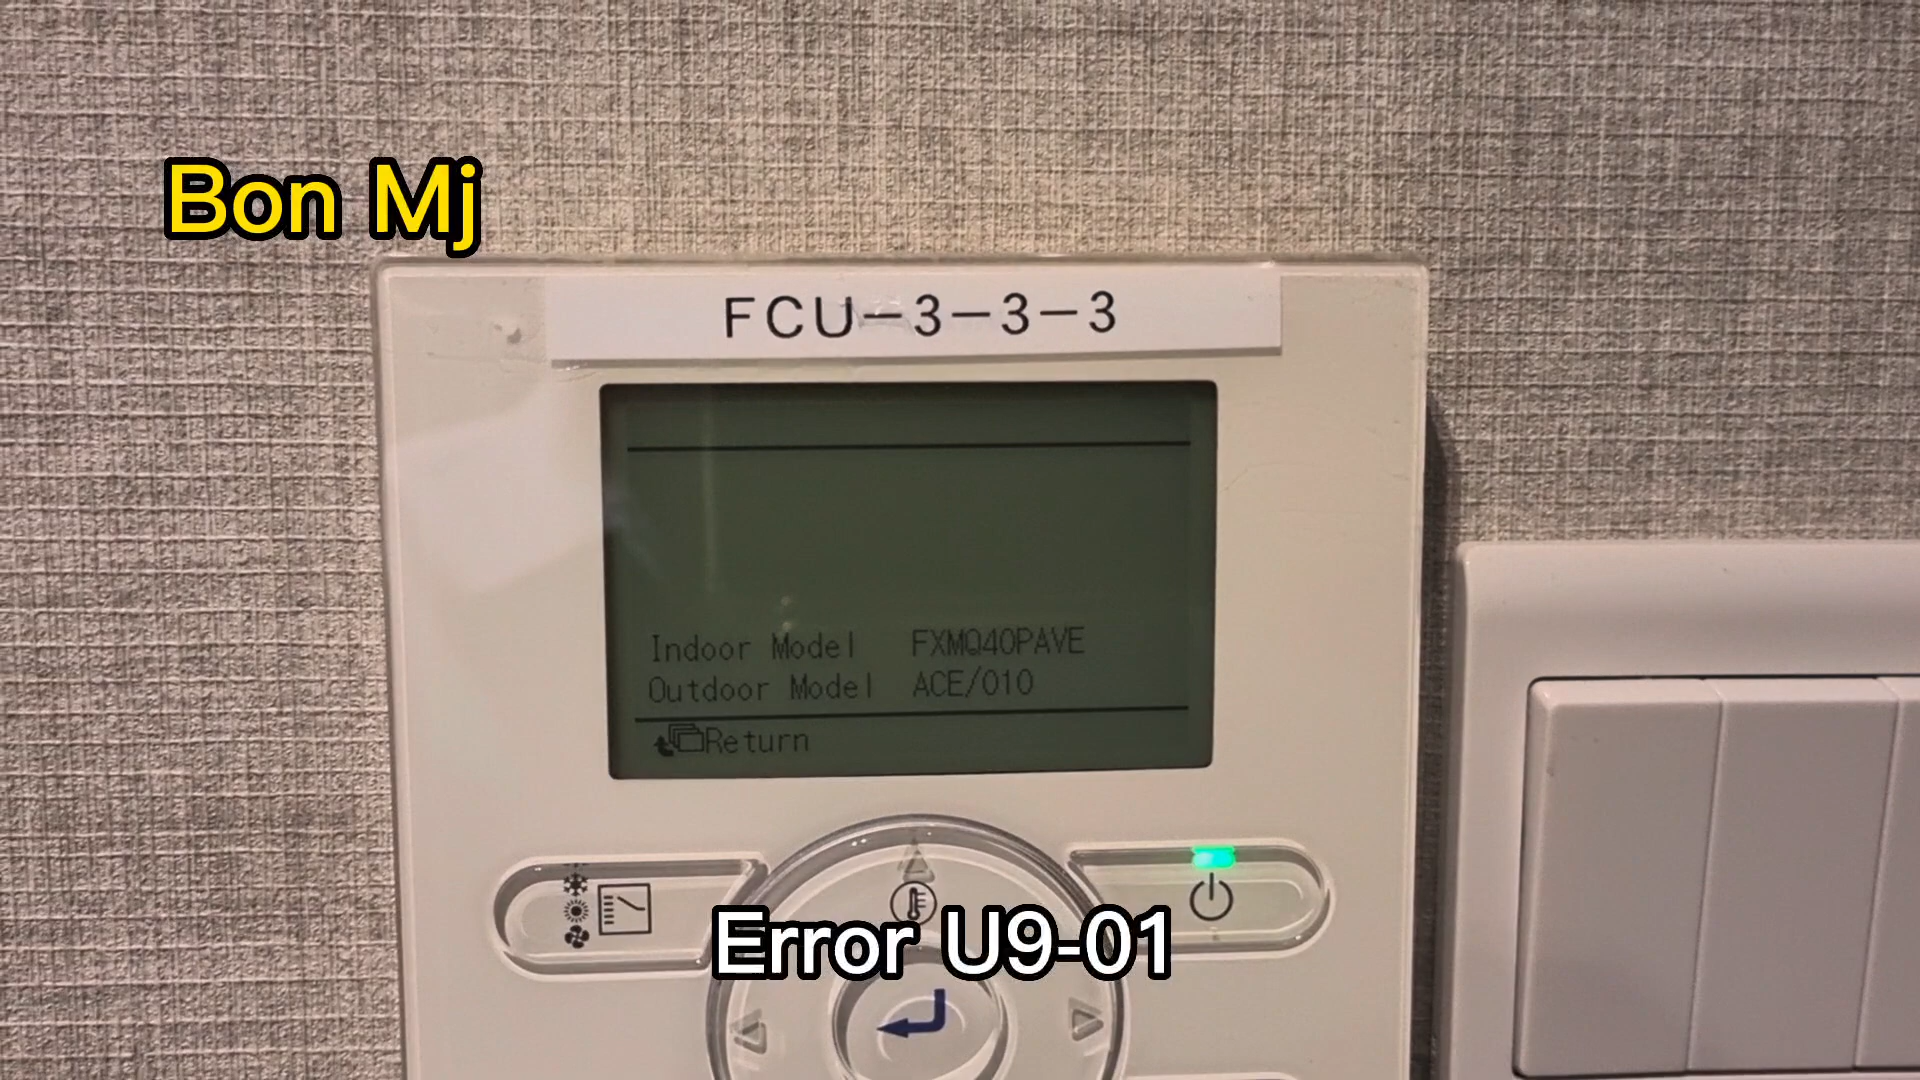 Bon Mj
FCU-3-3-3
Indoor Model FXMQ40PAVE
Outdoor Model ACE/010
Return
Error U9-01